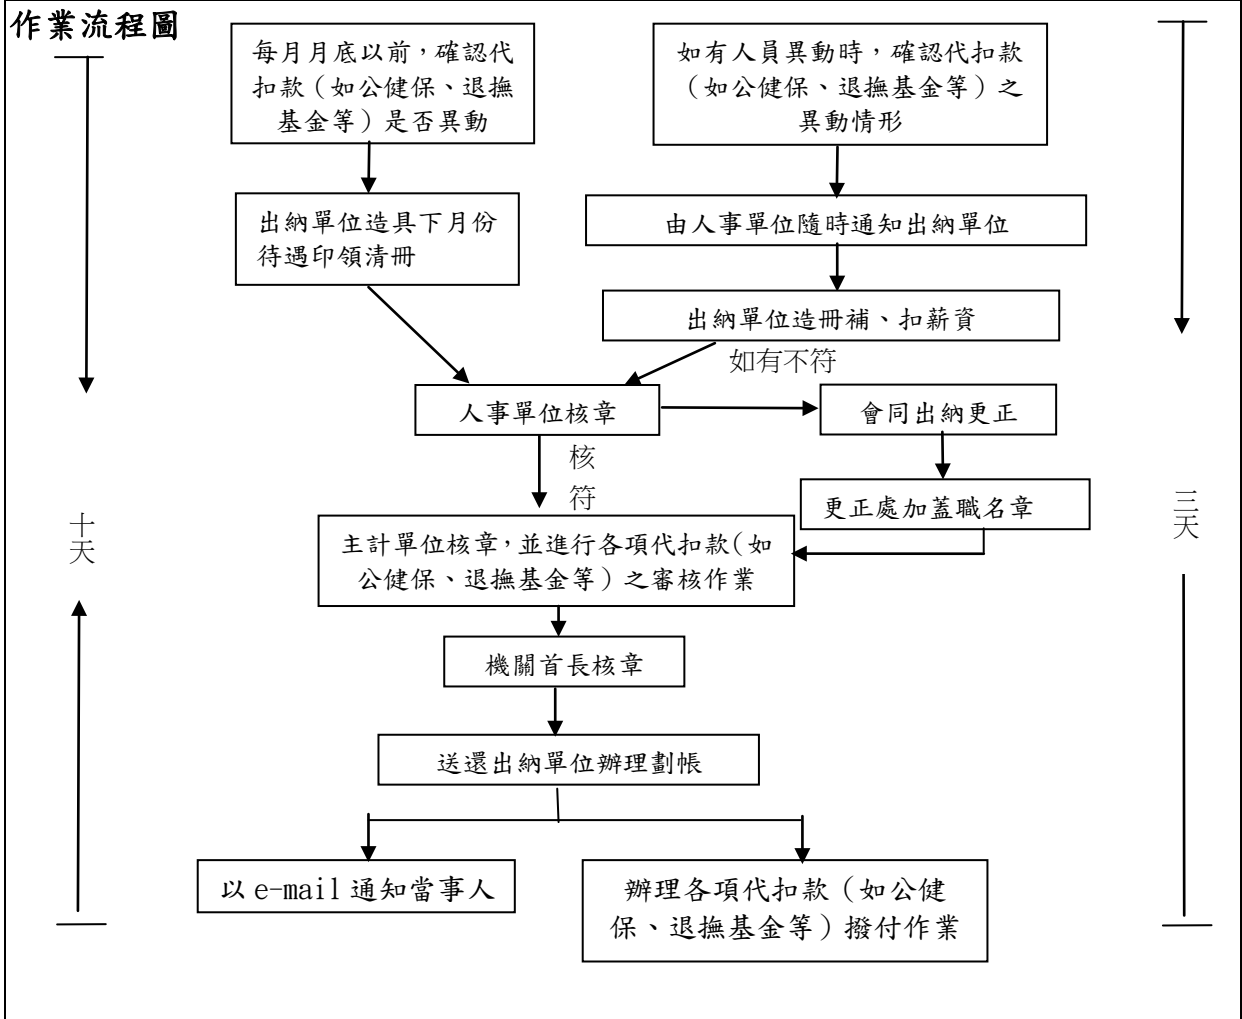 作業流程圖
每月月底以前，確認代
扣款（如公健保、退撫
基金等）是否異動
如有人員異動時，確認代扣款
（如公健保、退撫基金等）之
異動情形
出納單位造具下月份
待遇印領清冊
由人事單位隨時通知出納單位
出納單位造冊補、扣薪資
如有不符
人事單位核章
會同出納更正
核
符
更正處加蓋職名章
十天
三天
主計單位核章，並進行各項代扣款（如
公健保、退撫基金等）之審核作業
機關首長核章
送還出納單位辦理劃帳
以 e-mail 通知當事人
辦理各項代扣款（如公健
保、退撫基金等）撥付作業